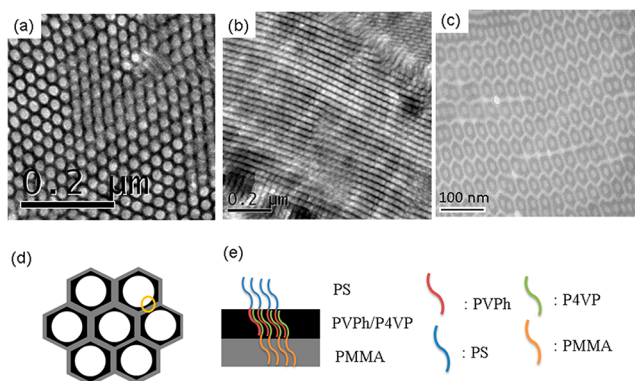 (a)
0.2 μm
(b)
0.2 μm
(c)
100 nm
(d)
(e)
PS
PVPh/P4VP
PMMA
: PVPh
: P4VP
: PS
: PMMA